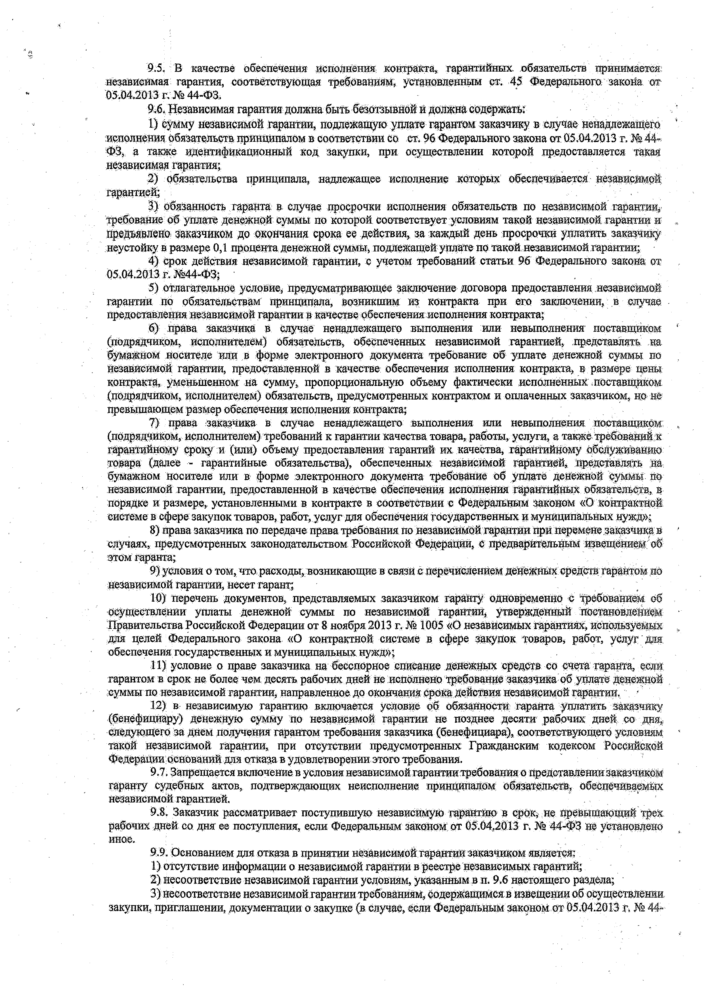 9.5. В качестве обеспечения исполнения контракта, гарантийных обязательств принимается
независимая гарантия, соответствующая требованиям, установленным ст. 45 Федерального закона от
05.04.2013 г. № 44-ФЗ.
9.6. Независимая гарантия должна быть безотзывной и должна содержать:
1) сумму независимой гарантии, подлежащую уплате гарантом заказчику в случае ненадлежащего
исполнения обязательств принципалом в соответствии со ст. 96 Федерального закона от 05.04.2013 г. № 44-
ФЗ, а также идентификационный код закупки, при осуществлении которой предоставляется такая
независимая гарантия;
2) обязательства принципала, надлежащее исполнение которых обеспечивается независимой
гарантией;
3) обязанность гаранта в случае просрочки исполнения обязательств по независимой гарантии,
требование об уплате денежной суммы по которой соответствует условиям такой независимой гарантии и
предъявлено заказчиком до окончания срока ее действия, за каждый день просрочки уплатить заказчику
неустойку в размере 0,1 процента денежной суммы, подлежащей уплате по такой независимой гарантии;
4) срок действия независимой гарантии, с учетом требований статьи 96 Федерального закона от
05.04.2013 г. №44-ФЗ;
5) отлагательное условие, предусматривающее заключение договора предоставления независимой
гарантии по обязательствам принципала, возникшим из контракта при его заключении, в случае
предоставления независимой гарантии в качестве обеспечения исполнения контракта;
6) права заказчика в случае ненадлежащего выполнения или невыполнения поставщиком
(подрядчиком, исполнителем) обязательств, обеспеченных независимой гарантией, представлять на
бумажном носителе или в форме электронного документа требование об уплате денежной суммы по
независимой гарантии, предоставленной в качестве обеспечения исполнения контракта, в размере цены
контракта, уменьшенном на сумму, пропорциональную объему фактически исполненных поставщиком
(подрядчиком, исполнителем) обязательств, предусмотренных контрактом и оплаченных заказчиком, но не
превышающем размер обеспечения исполнения контракта;
7) права заказчика в случае ненадлежащего выполнения или невыполнения поставщиком
(подрядчиком, исполнителем) требований к гарантии качества товара, работы, услуги, а также требований к
гарантийному сроку и (или) объему предоставления гарантий их качества, гарантийному обслуживанию
товара (далее - гарантийные обязательства), обеспеченных независимой гарантией, представлять на
бумажном носителе или в форме электронного документа требование об уплате денежной суммы по
независимой гарантии, предоставленной в качестве обеспечения исполнения гарантийных обязательств, в
порядке и размере, установленными в контракте в соответствии с Федеральным законом «О контрактной
системе в сфере закупок товаров, работ, услуг для обеспечения государственных и муниципальных нужд»;
8) права заказчика по передаче права требования по независимой гарантии при перемене заказчика в
случаях, предусмотренных законодательством Российской Федерации, с предварительным извещением об
этом гаранта;
9) условия о том, что расходы, возникающие в связи с перечислением денежных средств гарантом по
независимой гарантии, несет гарант;
10) перечень документов, представляемых заказчиком гаранту одновременно с требованием об
осуществлении уплаты денежной суммы по независимой гарантии, утвержденный постановлением
Правительства Российской Федерации от 8 ноября 2013 г. № 1005 «О независимых гарантиях, используемых
для целей Федерального закона «О контрактной системе в сфере закупок товаров, работ, услуг для
обеспечения государственных и муниципальных нужд»;
11) условие о праве заказчика на бесспорное списание денежных средств со счета гаранта, если
гарантом в срок не более чем десять рабочих дней не исполнено требование заказчика об уплате денежной
суммы по независимой гарантии, направленное до окончания срока действия независимой гарантии.
12) в независимую гарантию включается условие об обязанности гаранта уплатить заказчику
(бенефициару) денежную сумму по независимой гарантии не позднее десяти рабочих дней со дня,
следующего за днем получения гарантом требования заказчика (бенефициара), соответствующего условиям
такой независимой гарантии, при отсутствии предусмотренных Гражданским кодексом Российской
Федерации оснований для отказа в удовлетворении этого требования.
9.7. Запрещается включение в условия независимой гарантии требования о представлении заказчиком
гаранту судебных актов, подтверждающих неисполнение принципалом обязательств, обеспечиваемых
независимой гарантией.
9.8. Заказчик рассматривает поступившую независимую гарантию в срок, не превышающий трех
рабочих дней со дня ее поступления, если Федеральным законом от 05.04.2013 г. № 44-ФЗ не установлено
иное.
9.9. Основанием для отказа в принятии независимой гарантии заказчиком является:
1) отсутствие информации о независимой гарантии в реестре независимых гарантий;
2) несоответствие независимой гарантии условиям, указанным в п. 9.6 настоящего раздела;
3) несоответствие независимой гарантии требованиям, содержащимся в извещении об осуществлении
закупки, приглашении, документации о закупке (в случае, если Федеральным законом от 05.04.2013 г. № 44-